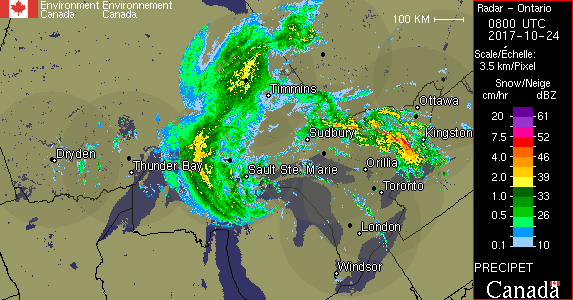 Environment Environnement
Canada Canada
100 KM
Timmins
Ottawa
Sudbury
Kingston
Dryden
Thunder Bay
Sault Ste. Marie
Orillia
Toronto
London
Windsor
Radar - Ontario
0800 UTC
2017-10-24
Scale/Échelle:
3.5 km/Pixel
Snow/Neige
cm/hr dBZ
20 61
7.5 52
4.0 46
2.0 39
1.0 33
0.5 26
0.1 10
PRECIPET
Canada